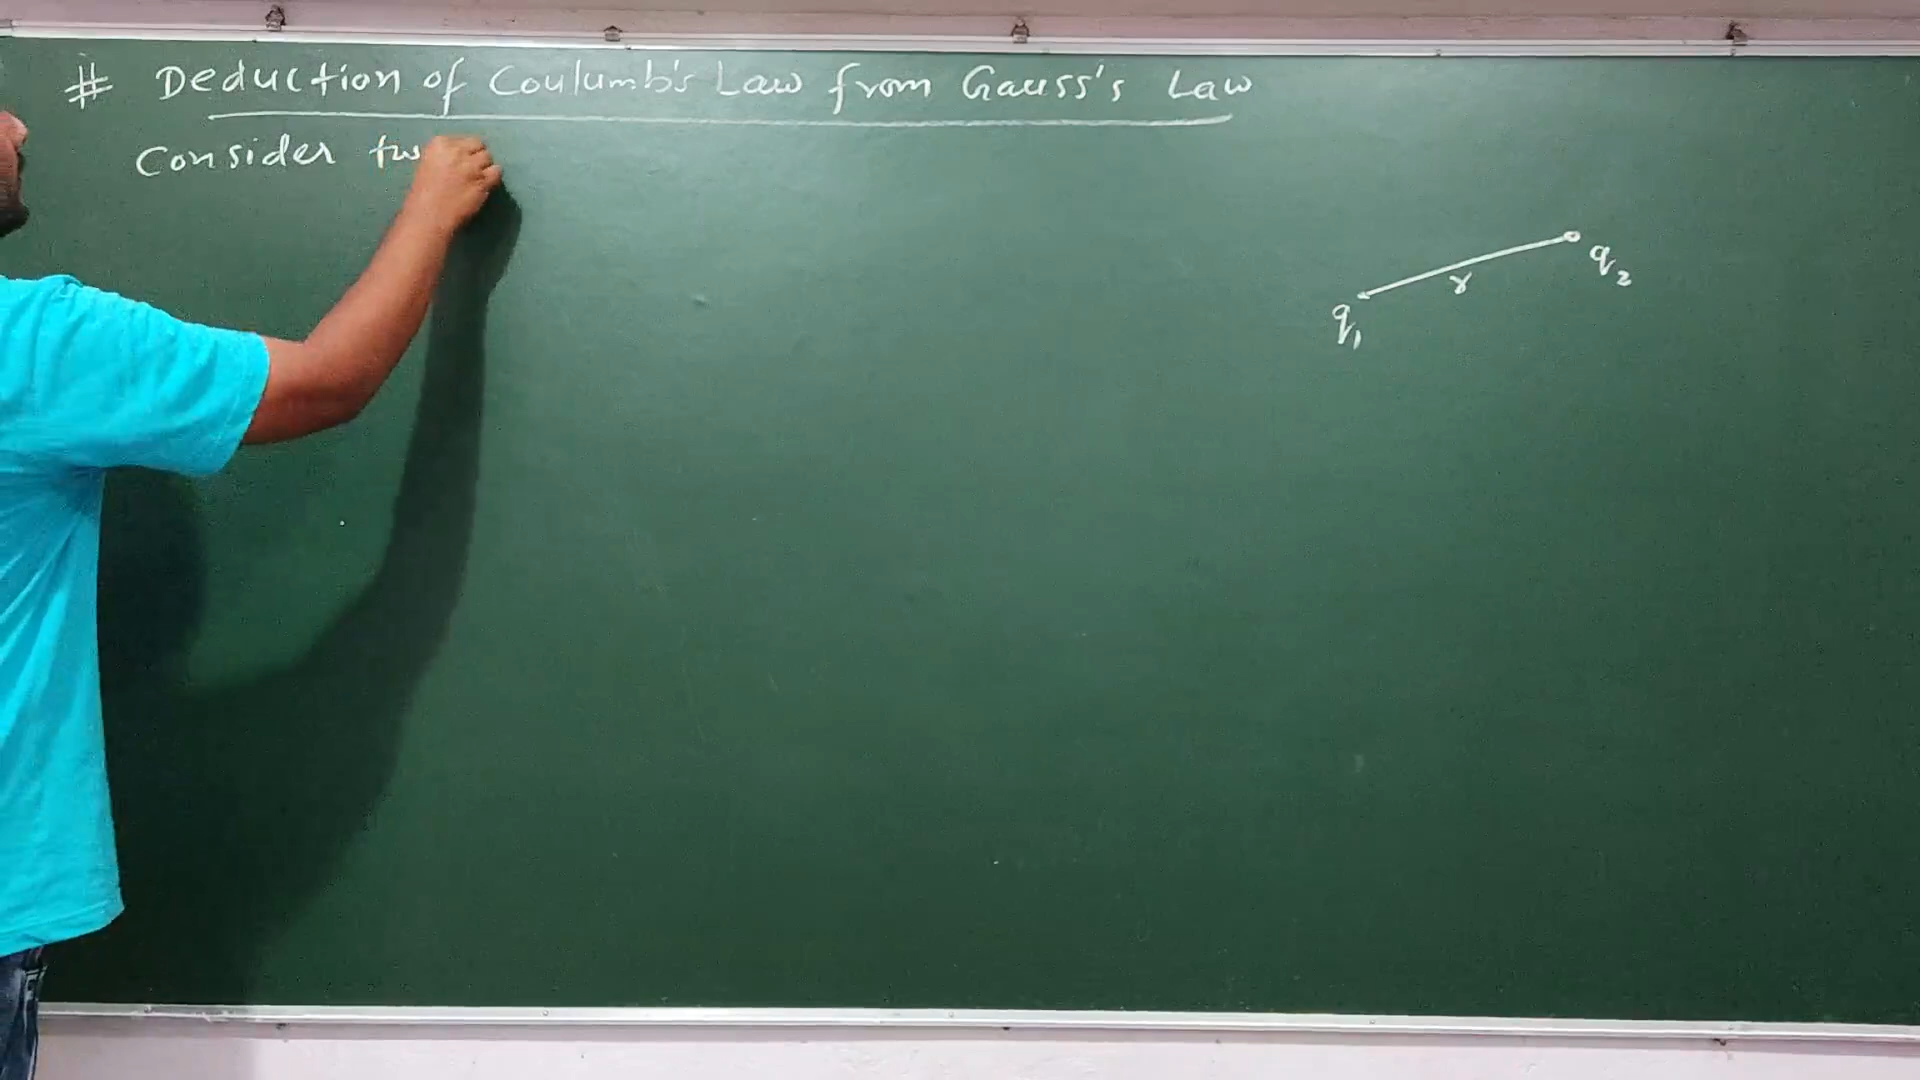 # Deduction of Coulumb's Law from Gauss's Law
Consider tw
q2
r
q1